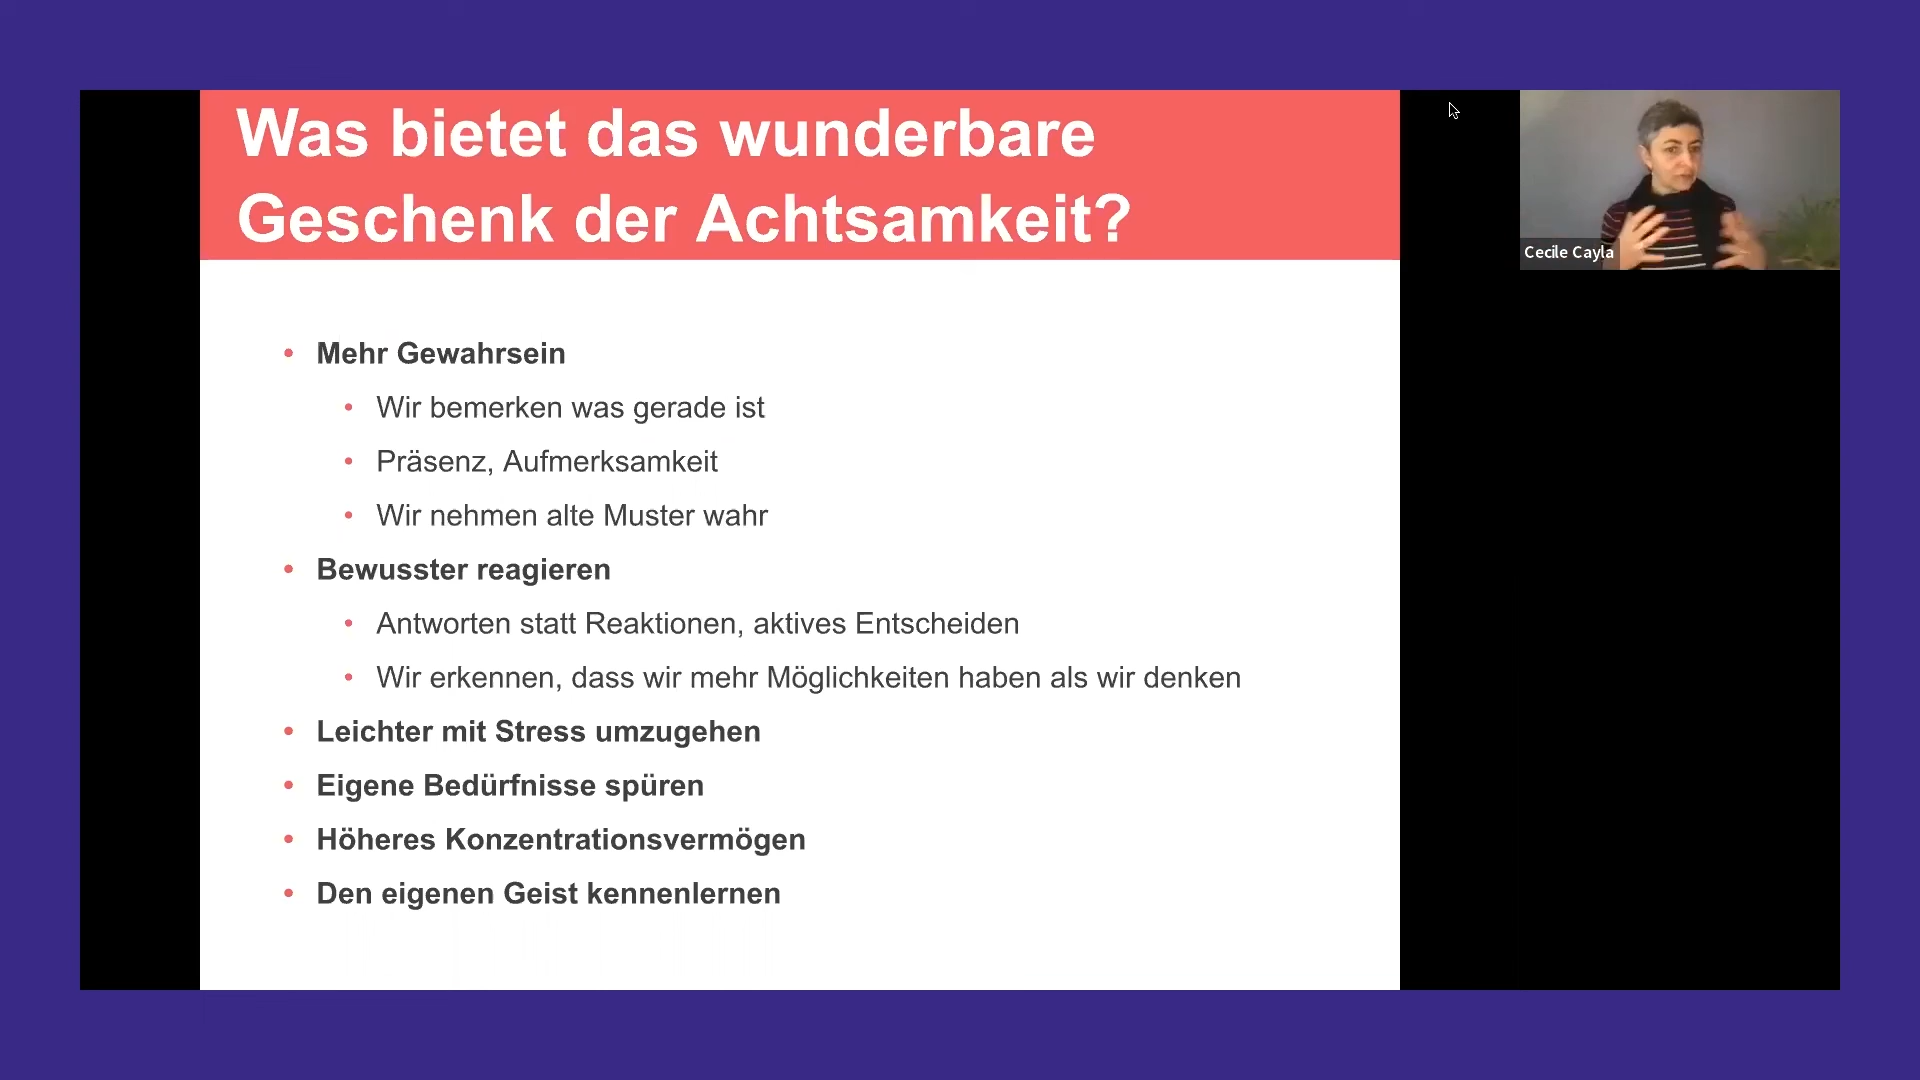 Was bietet das wunderbare
Geschenk der Achtsamkeit?
Mehr Gewahrsein
Wir bemerken was gerade ist
Präsenz, Aufmerksamkeit
Wir nehmen alte Muster wahr
Bewusster reagieren
Antworten statt Reaktionen, aktives Entscheiden
Wir erkennen, dass wir mehr Möglichkeiten haben als wir denken
Leichter mit Stress umzugehen
Eigene Bedürfnisse spüren
Höheres Konzentrationsvermögen
Den eigenen Geist kennenlernen
Cecile Cayla